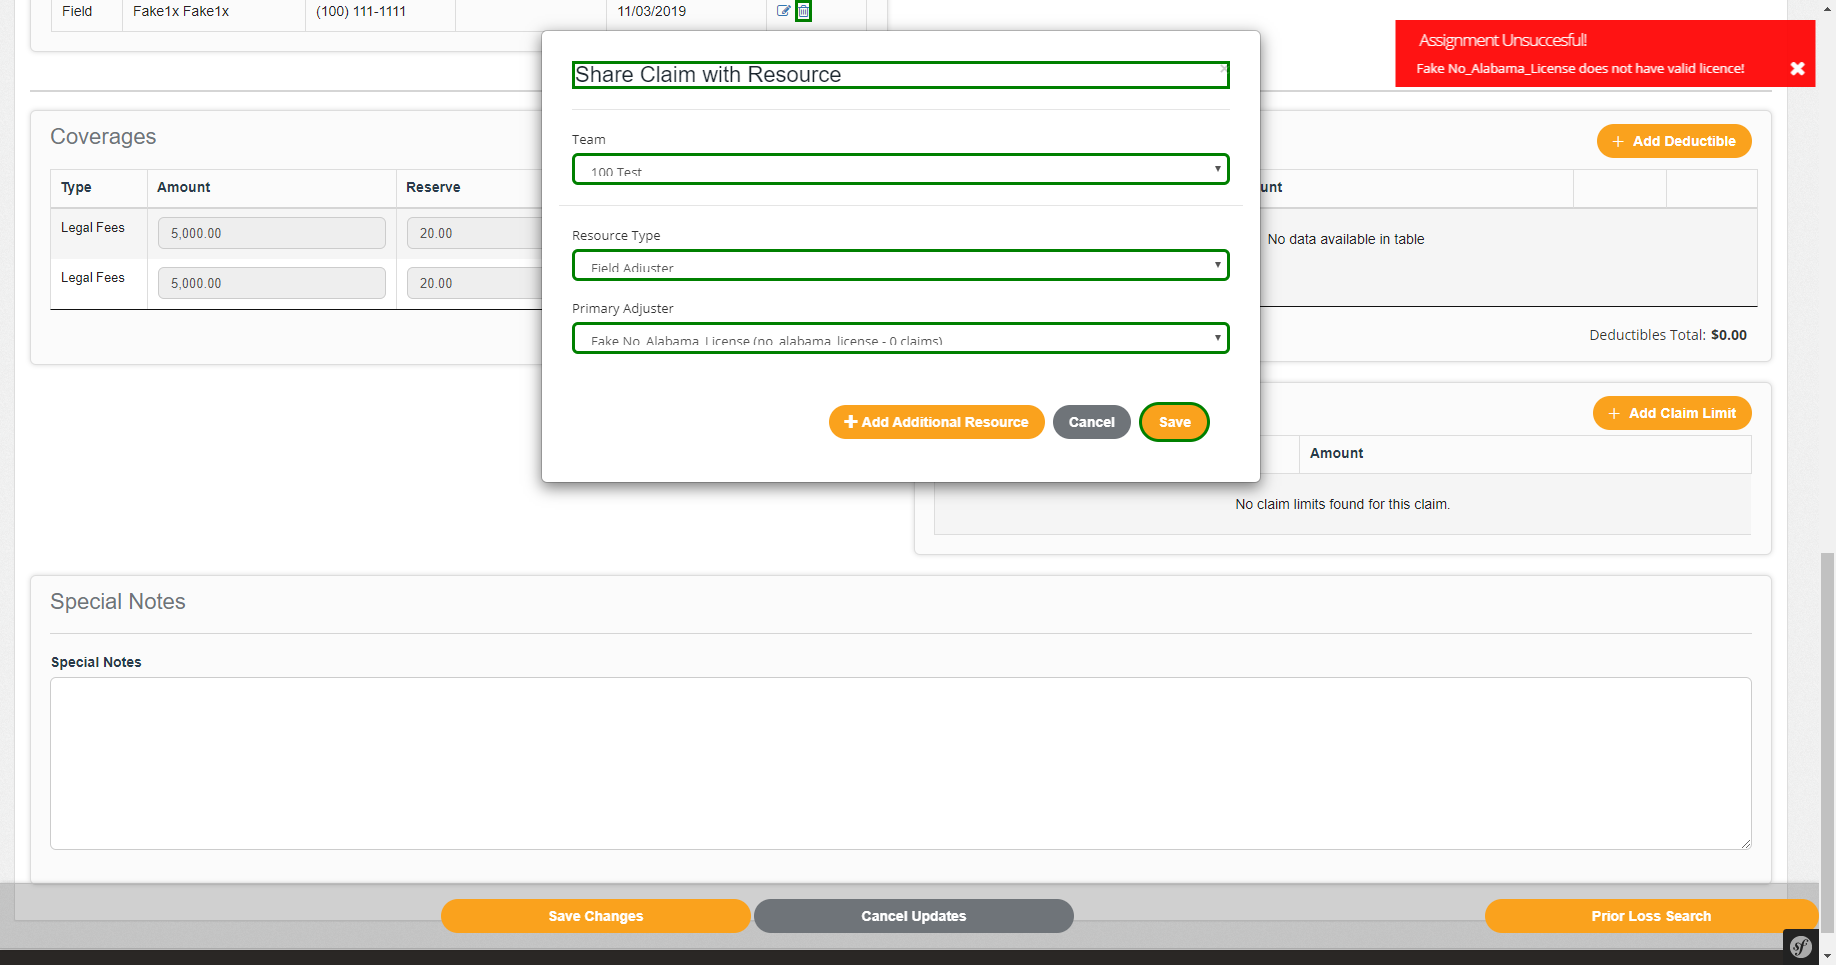 Field Fake1x Fake1x (100) 111-1111 11/03/2019
Assignment Unsuccesful!
Fake No_Alabama_License does not have valid licence!
Share Claim with Resource
Team
100 Test
Resource Type
Field Adjuster
Primary Adjuster
Fake No_Alabama_License (no_alabama_license - 0 claims)
+ Add Additional Resource Cancel Save
Coverages
Type Amount Reserve
Legal Fees 5,000.00 20.00
Legal Fees 5,000.00 20.00
+ Add Deductible
unt
No data available in table
Deductibles Total: $0.00
+ Add Claim Limit
Amount
No claim limits found for this claim.
Special Notes
Special Notes
Save Changes Cancel Updates Prior Loss Search
sf